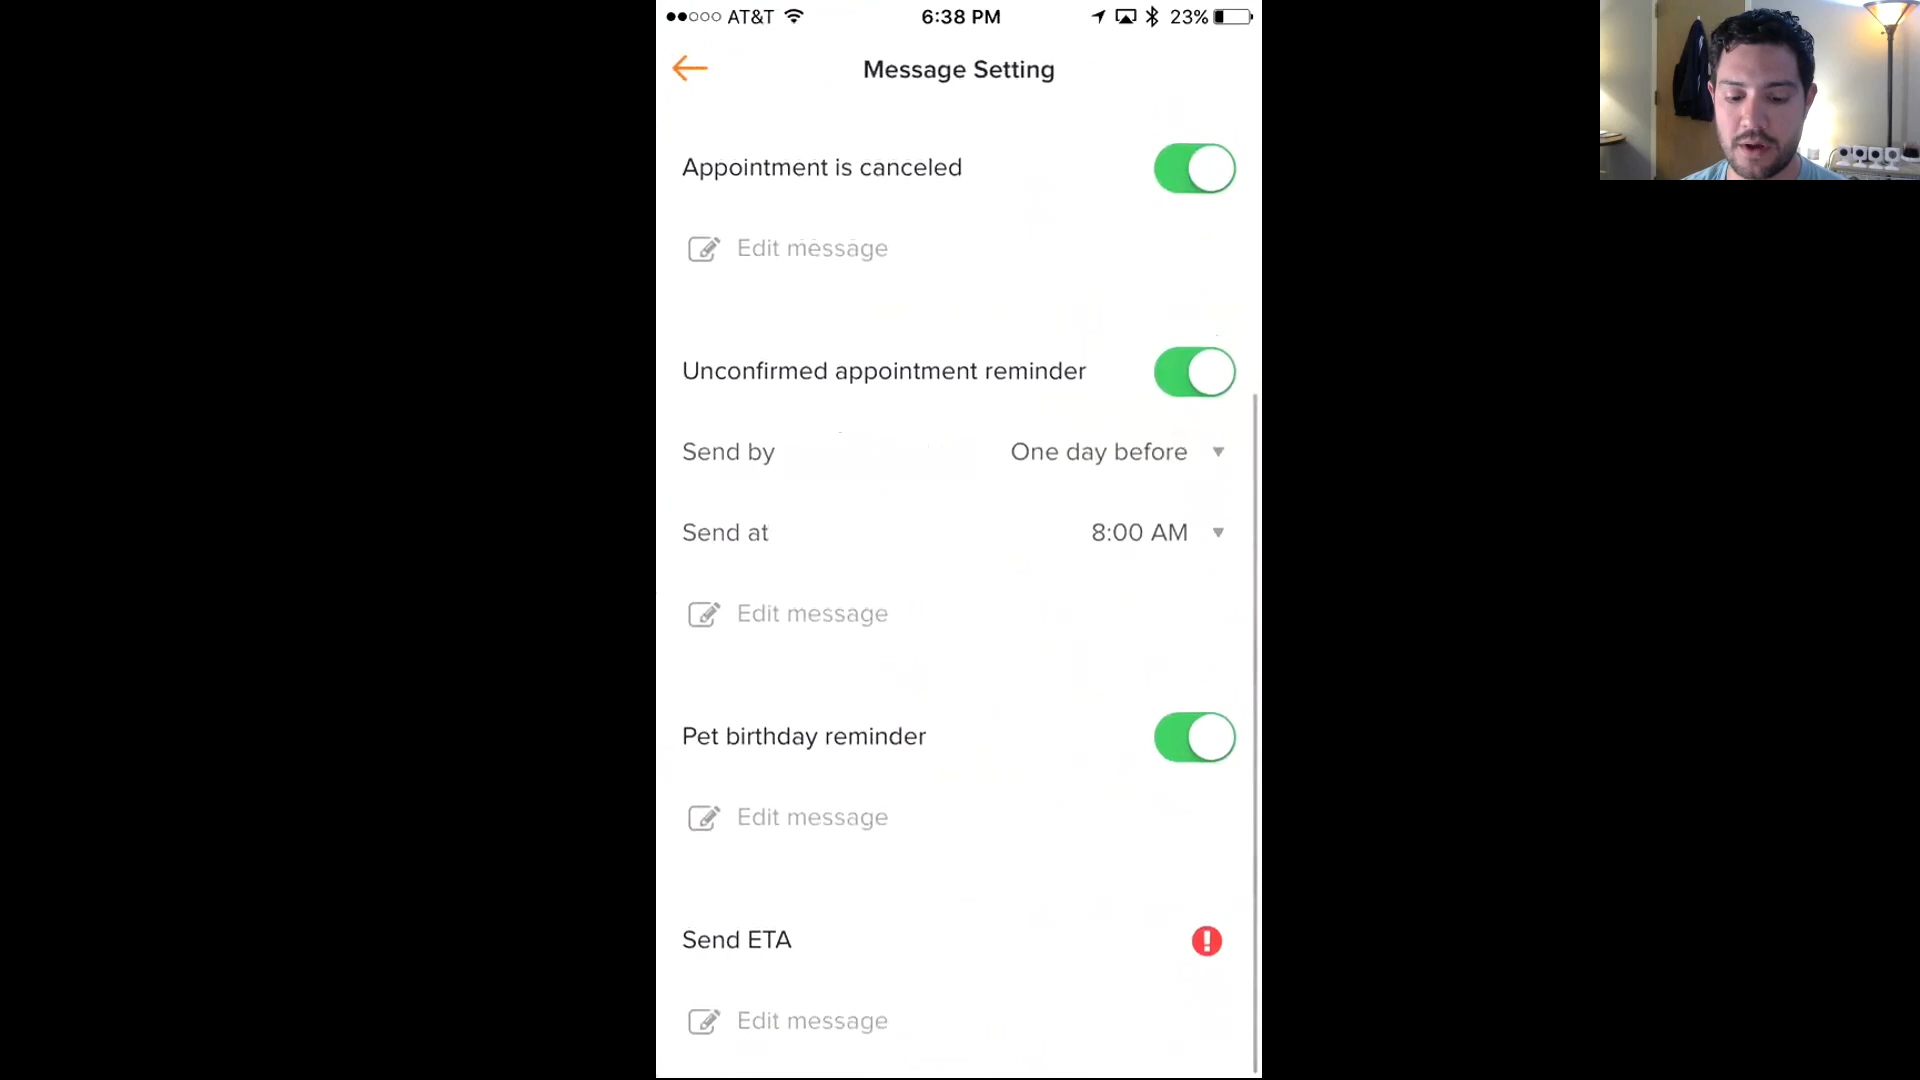 AT&T 6:38 PM 23%
Message Setting
Appointment is canceled
Edit message
Unconfirmed appointment reminder
Send by One day before
Send at 8:00 AM
Edit message
Pet birthday reminder
Edit message
Send ETA
Edit message